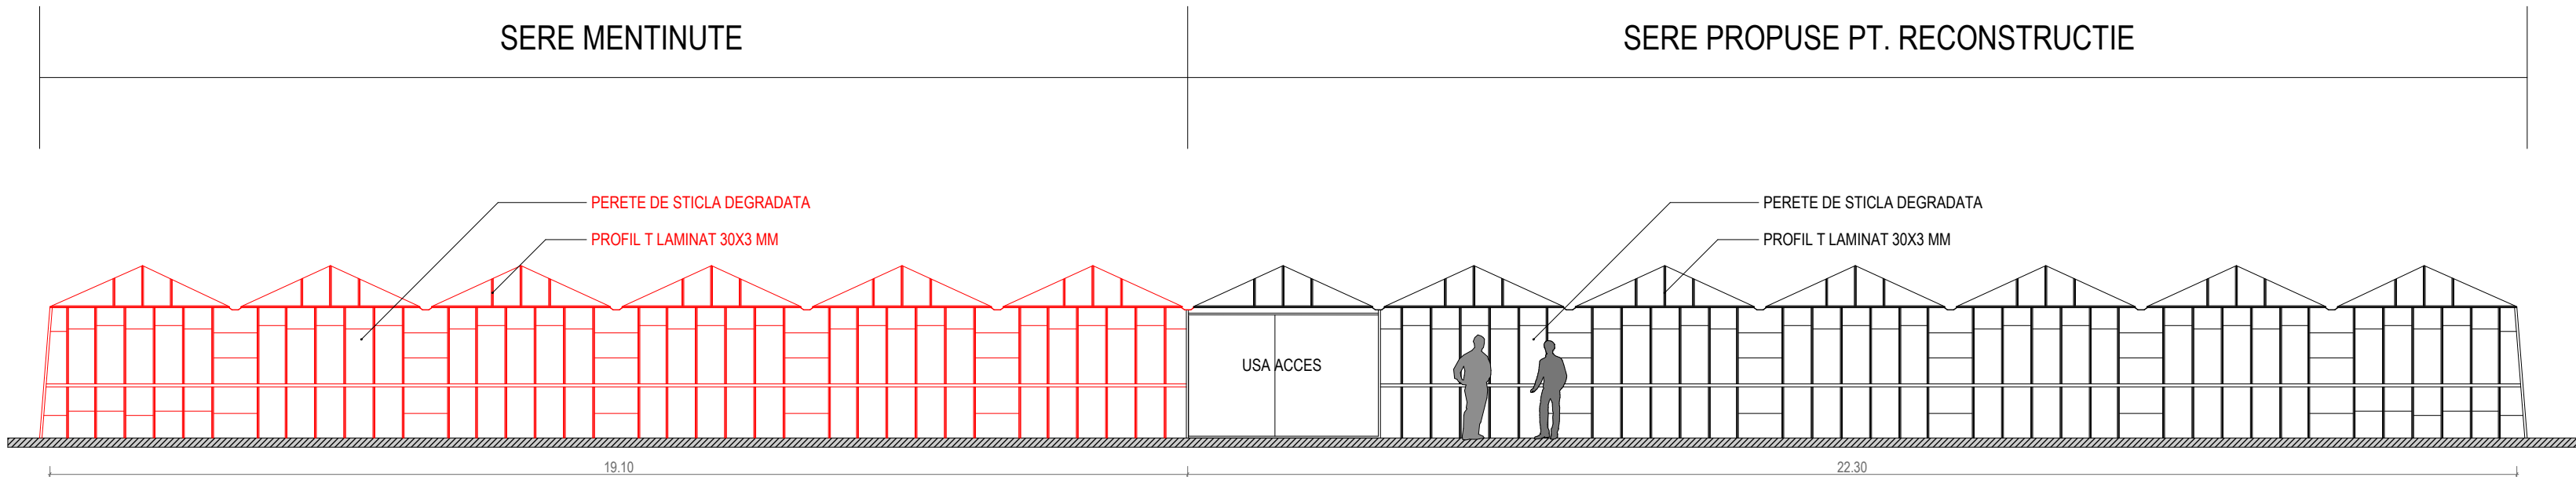 SERE MENTINUTE
SERE PROPUSE PT. RECONSTRUCTIE
PERETE DE STICLA DEGRADATA
PROFIL T LAMINAT 30X3 MM
PERETE DE STICLA DEGRADATA
PROFIL T LAMINAT 30X3 MM
USA ACCES
19.10
22.30